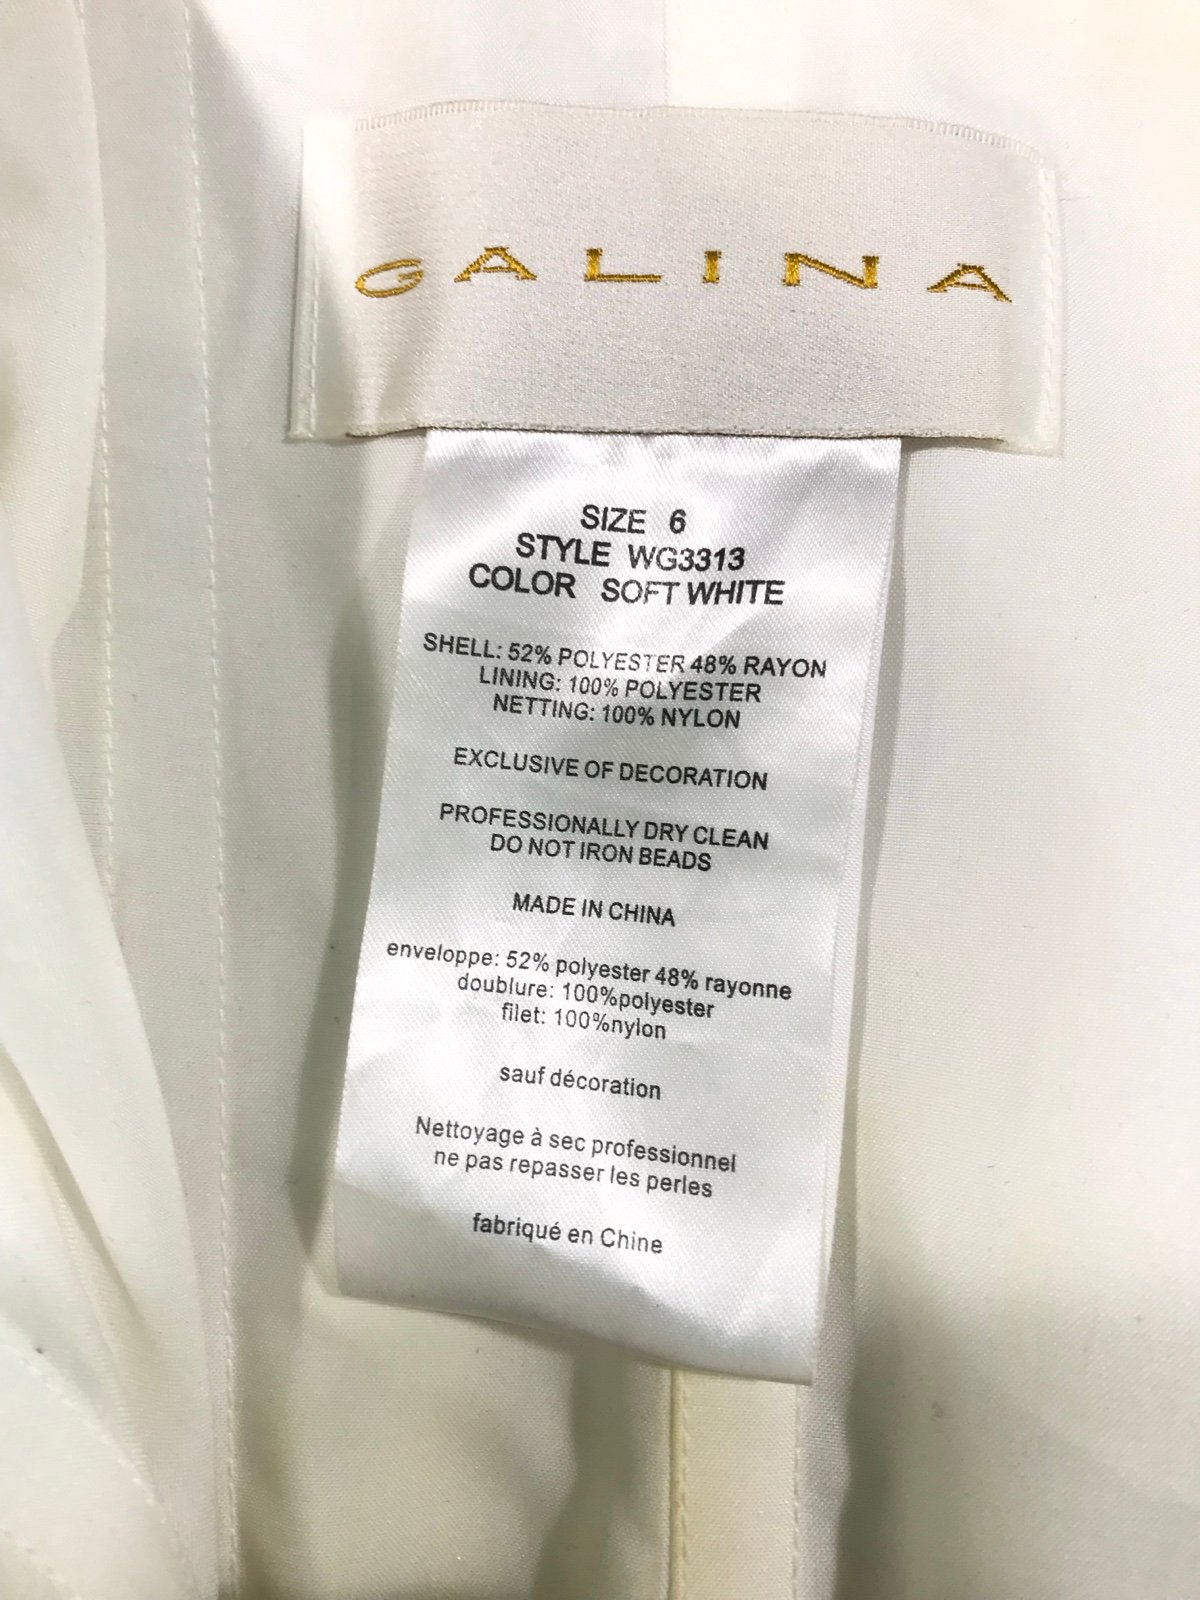 GALINA
SIZE 6
STYLE WG3313
COLOR SOFT WHITE
SHELL: 52% POLYESTER 48% RAYON
LINING: 100% POLYESTER
NETTING: 100% NYLON
EXCLUSIVE OF DECORATION
PROFESSIONALLY DRY CLEAN
DO NOT IRON BEADS
MADE IN CHINA
enveloppe: 52% polyester 48% rayonne
doublure: 100%polyester
filet: 100%nylon
sauf décoration
Nettoyage à sec professionnel
ne pas repasser les perles
fabriqué en Chine